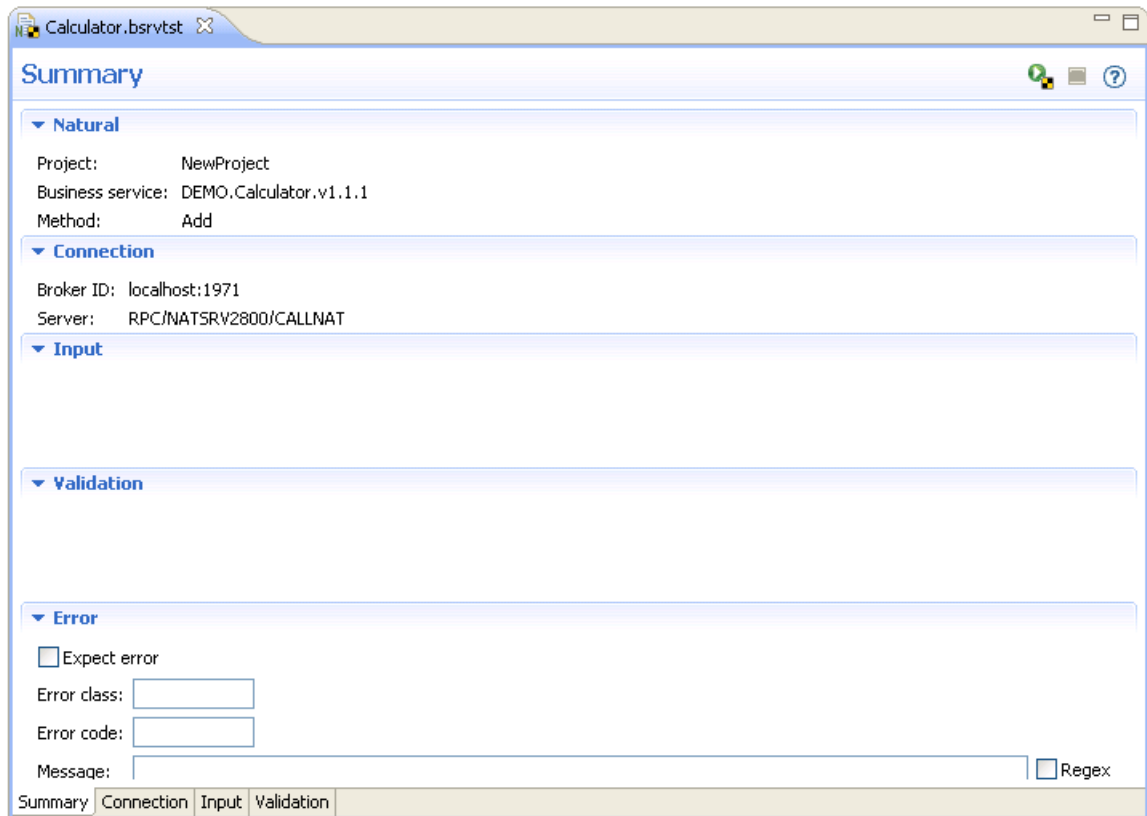 Calculator.bsrvtst
Summary
Natural
Project: NewProject
Business service: DEMO.Calculator.v1.1.1
Method: Add
Connection
Broker ID: localhost:1971
Server: RPC/NATSRV2800/CALLNAT
Input
Validation
Error
Expect error
Error class:
Error code:
Message: Regex
Summary Connection Input Validation